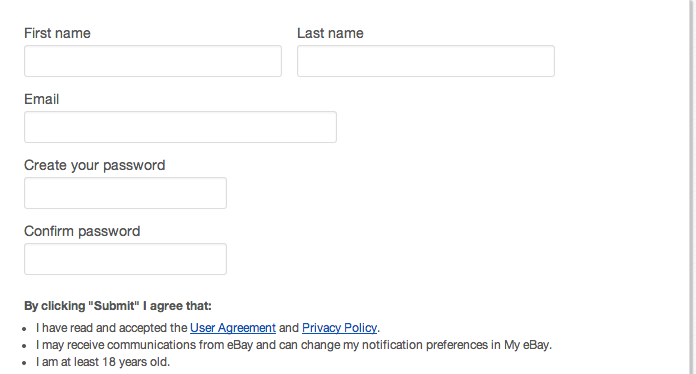 First name Last name
Email
Create your password
Confirm password
By clicking "Submit" I agree that:
• I have read and accepted the User Agreement and Privacy Policy.
• I may receive communications from eBay and can change my notification preferences in My eBay.
• I am at least 18 years old.